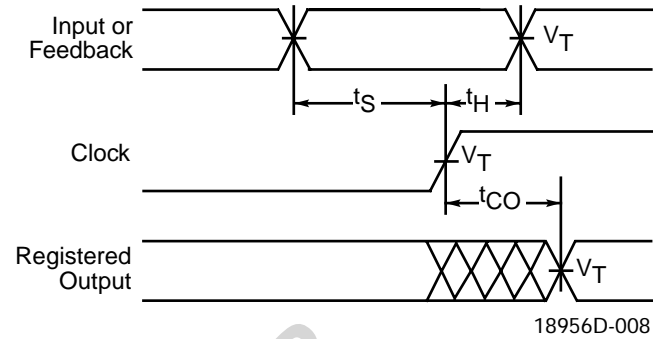 Input or
Feedback
VT
tS
tH
Clock
VT
tCO
Registered
Output
VT
18956D-008